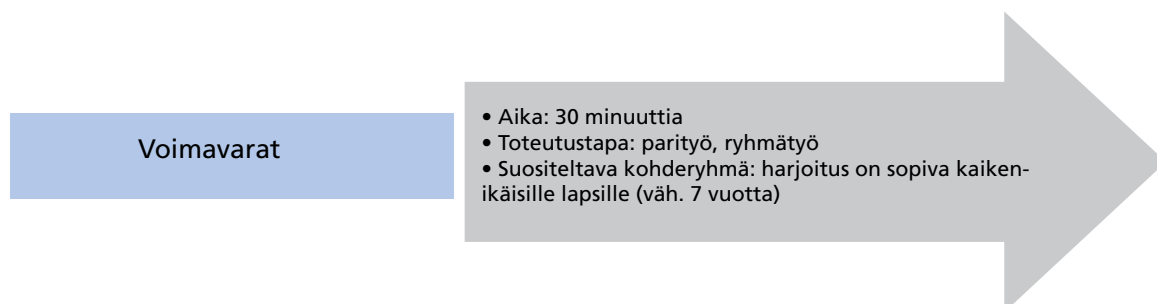 Voimavarat
• Aika: 30 minuuttia
• Toteutustapa: parityö, ryhmätyö
• Suositeltava kohderyhmä: harjoitus on sopiva kaiken-
ikäisille lapsille (väh. 7 vuotta)